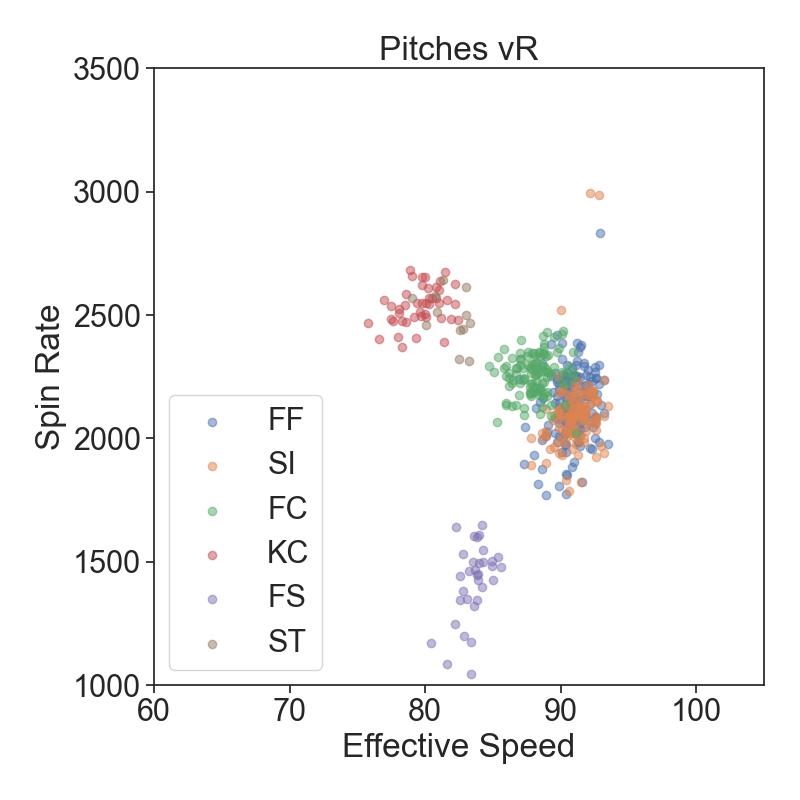 Pitches vR
3500
3000
2500
2000
1500
1000
Spin Rate
FF
SI
FC
KC
FS
ST
60 70 80 90 100
Effective Speed